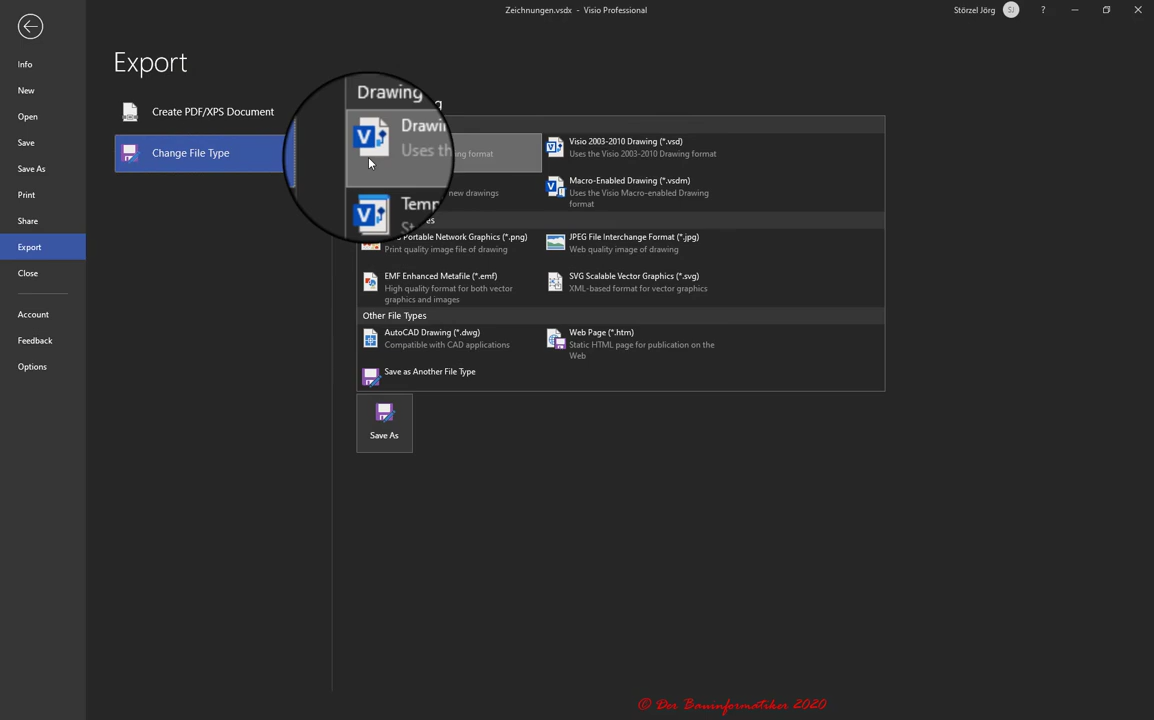 Zeichnungen.vsdx - Visio Professional
Störzel Jörg
SJ
?
Info
New
Open
Save
Save As
Print
Share
Export
Close
Account
Feedback
Options
Export
Create PDF/XPS Document
Change File Type
Drawing
Uses
drawing format
Visio 2003-2010 Drawing (*.vsd)
Uses the Visio 2003-2010 Drawing format
new drawings
Macro-Enabled Drawing (*.vsdm)
Uses the Visio Macro-enabled Drawing
format
Portable Network Graphics (*.png)
Print quality image file of drawing
JPEG File Interchange Format (*.jpg)
Web quality image of drawing
EMF Enhanced Metafile (*.emf)
High quality format for both vector
graphics and images
SVG Scalable Vector Graphics (*.svg)
XML-based format for vector graphics
Other File Types
AutoCAD Drawing (*.dwg)
Compatible with CAD applications
Web Page (*.htm)
Static HTML page for publication on the
Web
Save as Another File Type
Save As
© Der Bauinformatiker 2020